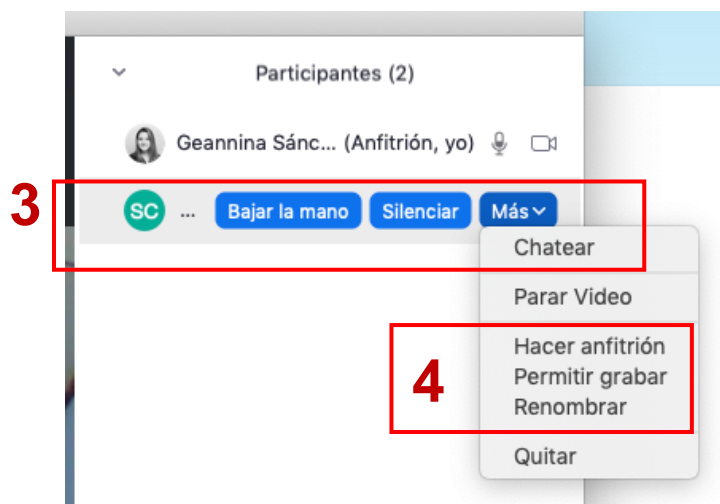 Participantes (2)
Geannina Sánc... (Anfitrión, yo)
3
SC ... Bajar la mano Silenciar Más
Chatear
Parar Video
4
Hacer anfitrión
Permitir grabar
Renombrar
Quitar